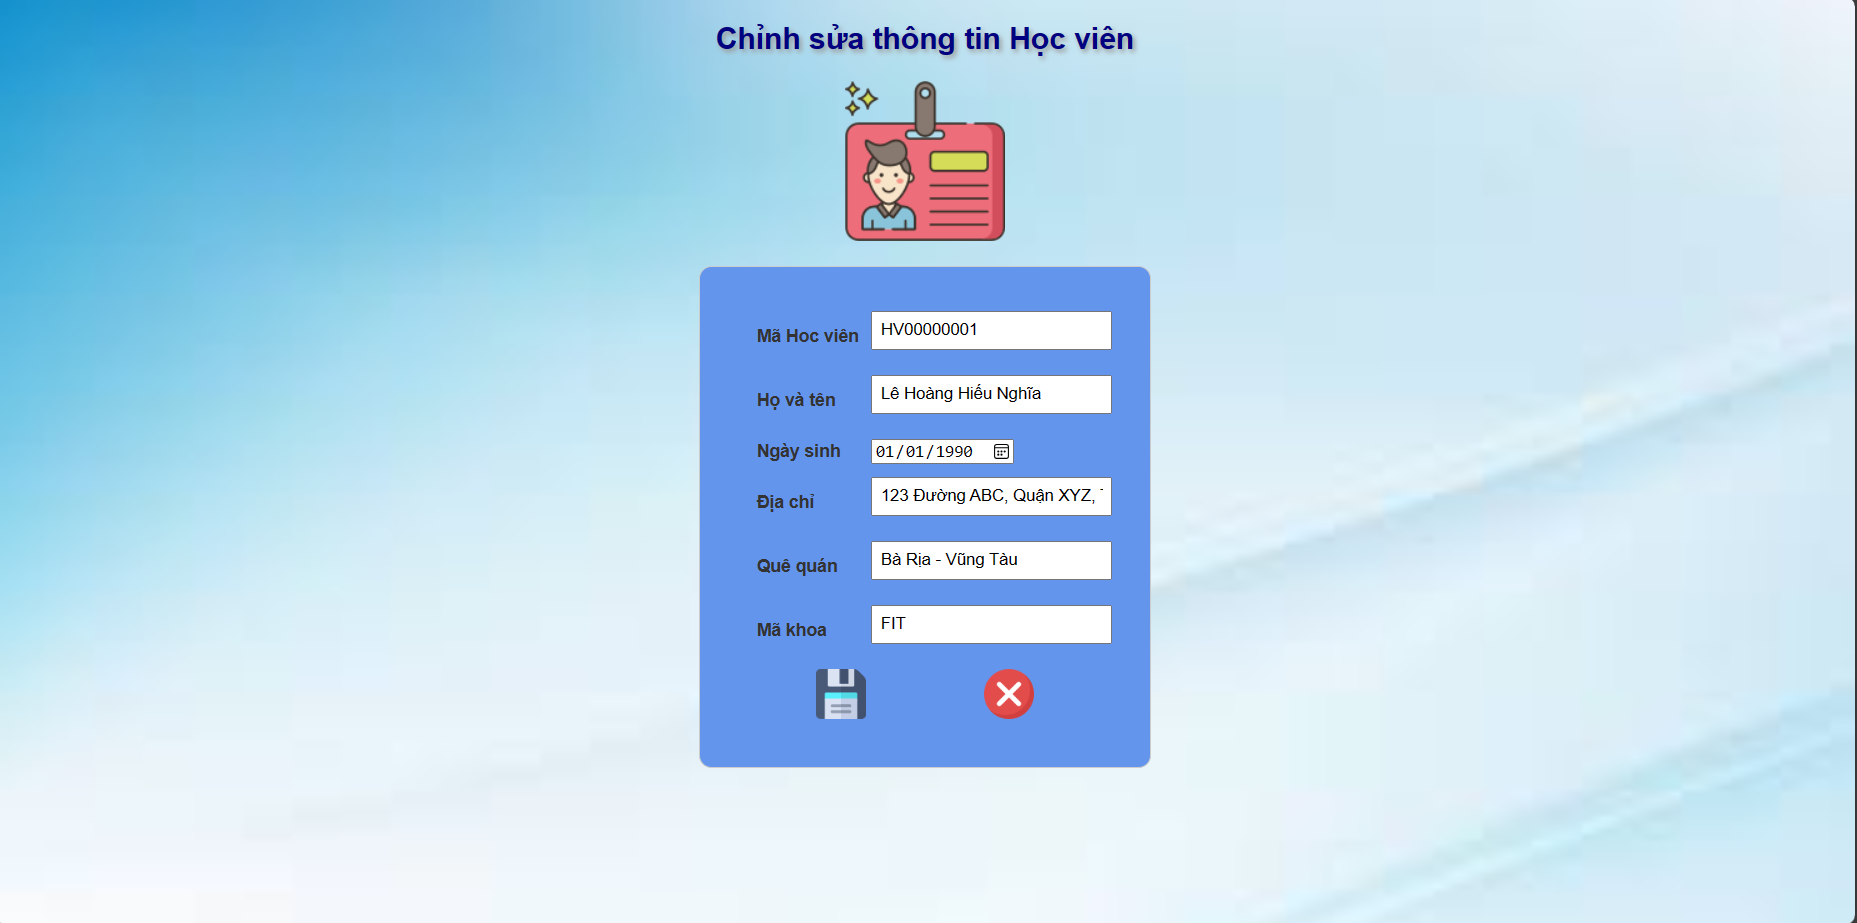 Chỉnh sửa thông tin Học viên
Mã Hoc viên HV00000001
Họ và tên Lê Hoàng Hiếu Nghĩa
Ngày sinh 01/01/1990
Địa chỉ 123 Đường ABC, Quận XYZ,
Quê quán Bà Rịa - Vũng Tàu
Mã khoa FIT